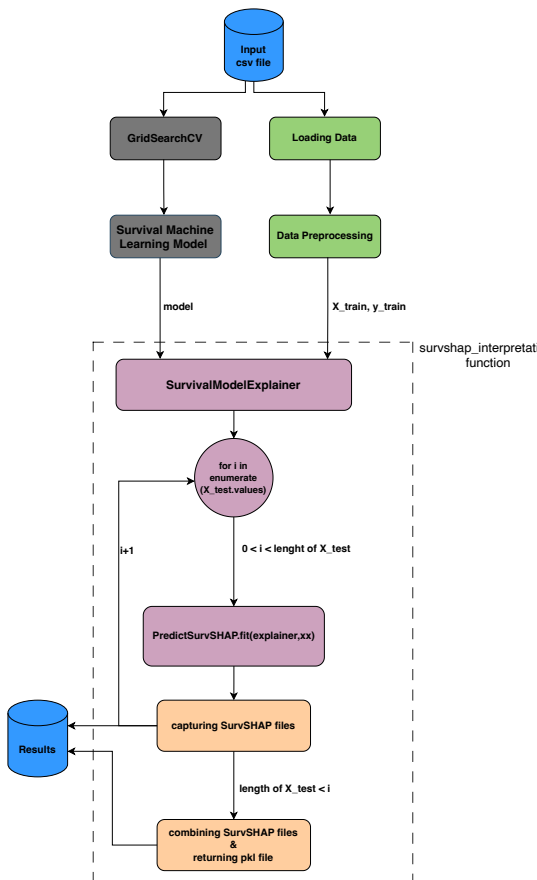 Input
csv file
GridSearchCV
Loading Data
Survival Machine
Learning Model
Data Preprocessing
model
X_train, y_train
survshap_interpretati
function
SurvivalModelExplainer
for i in
enumerate
(X_test.values)
i+1
0 < i < lenght of X_test
PredictSurvSHAP.fit(explainer,xx)
capturing SurvSHAP files
Results
length of X_test < i
combining SurvSHAP files
&
returning pkl file